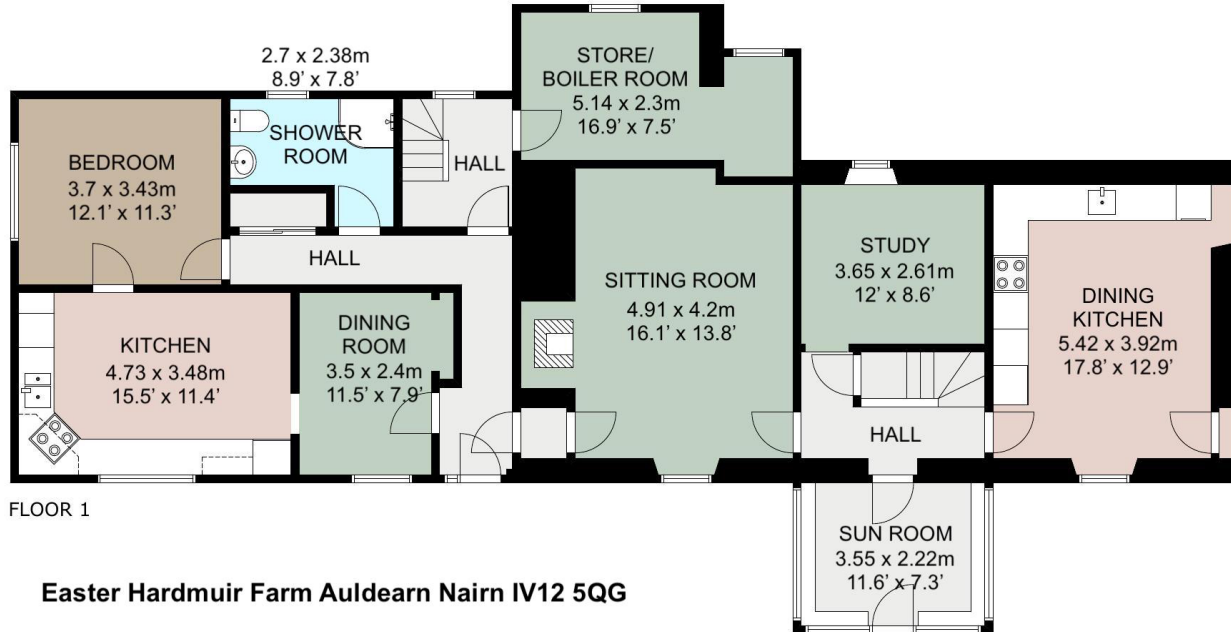 2.7 x 2.38m
8.9’ x 7.8’
STORE/
BOILER ROOM
5.14 x 2.3m
16.9’ x 7.5’
BEDROOM
3.7 x 3.43m
12.1’ x 11.3’
SHOWER
ROOM
HALL
HALL
SITTING ROOM
4.91 x 4.2m
16.1’ x 13.8’
STUDY
3.65 x 2.61m
12’ x 8.6’
DINING
KITCHEN
5.42 x 3.92m
17.8’ x 12.9’
KITCHEN
4.73 x 3.48m
15.5’ x 11.4’
DINING
ROOM
3.5 x 2.4m
11.5’ x 7.9’
HALL
SUN ROOM
3.55 x 2.22m
11.6’ x 7.3’
FLOOR 1
Easter Hardmuir Farm Auldearn Nairn IV12 5QG